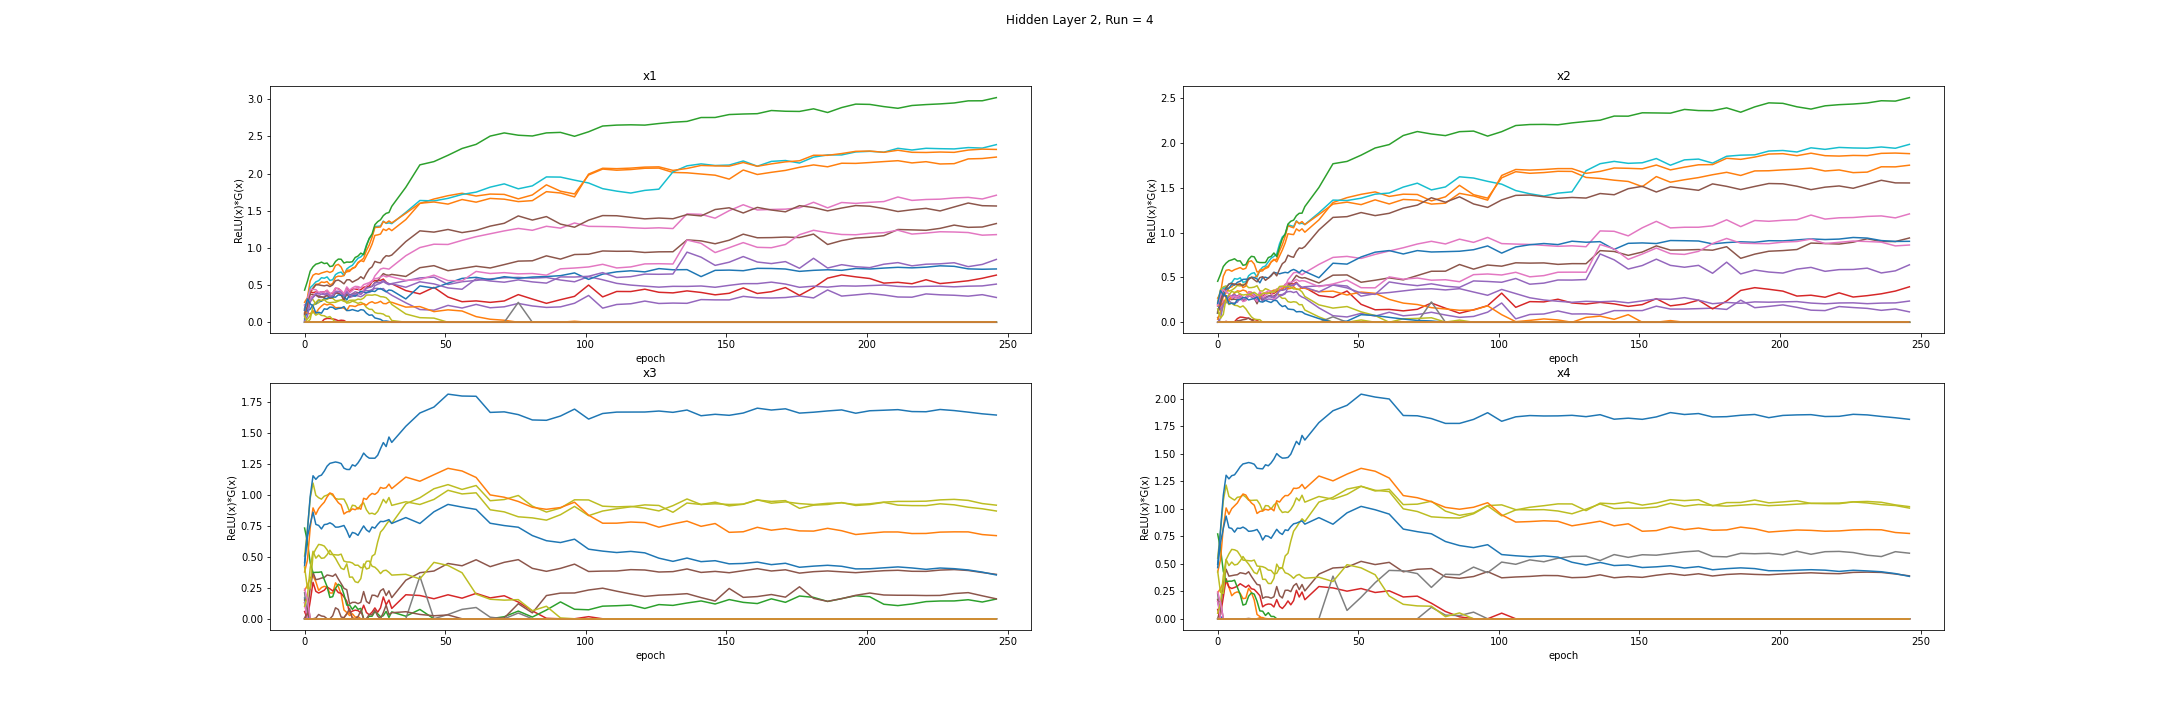 Hidden Layer 2, Run = 4
x1
ReLU(x)*G(x)
3.0
2.5
2.0
1.5
1.0
0.5
0.0
0 50 100 150 200 250
epoch
x2
ReLU(x)*G(x)
2.5
2.0
1.5
1.0
0.5
0.0
0 50 100 150 200 250
epoch
x3
ReLU(x)*G(x)
1.75
1.50
1.25
1.00
0.75
0.50
0.25
0.00
0 50 100 150 200 250
epoch
x4
ReLU(x)*G(x)
2.00
1.75
1.50
1.25
1.00
0.75
0.50
0.25
0.00
0 50 100 150 200 250
epoch